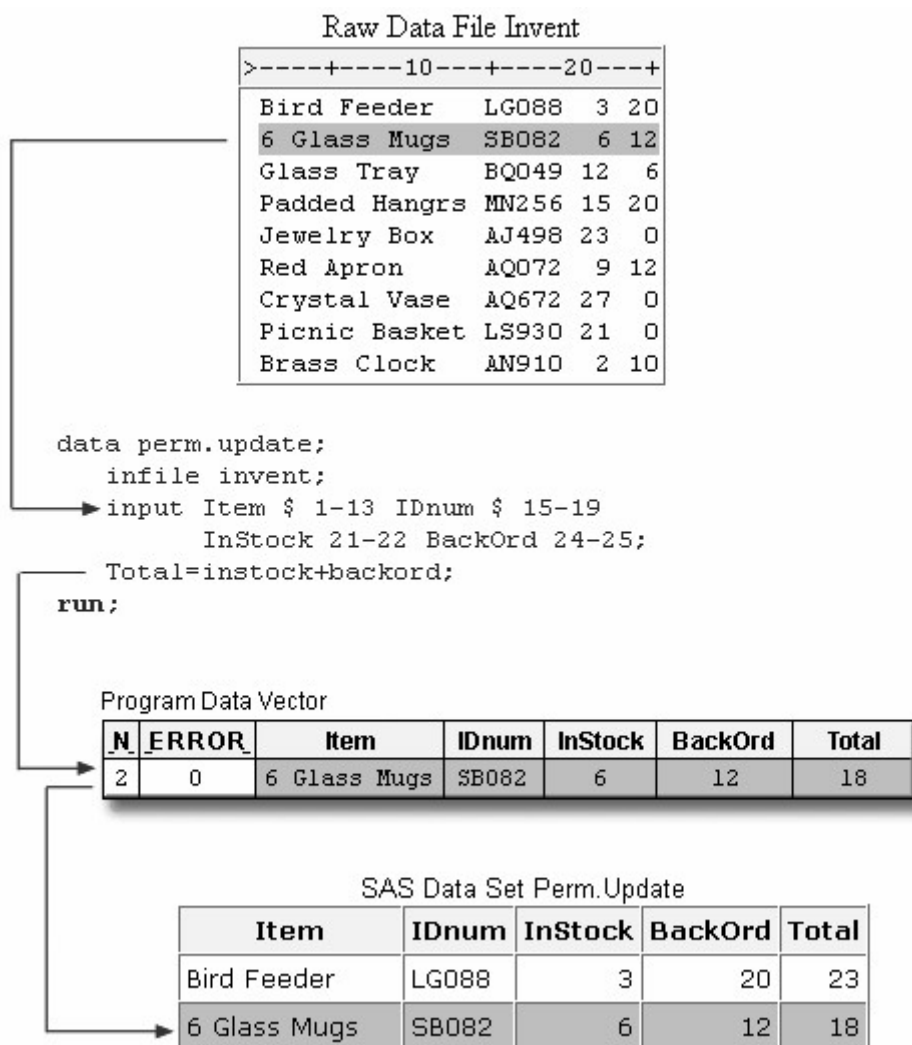 Raw Data File Invent
>----+----10---+----20---+
Bird Feeder LG088 3 20
6 Glass Mugs SB082 6 12
Glass Tray BQ049 12 6
Padded Hangrs MN256 15 20
Jewelry Box AJ498 23 0
Red Apron AQ072 9 12
Crystal Vase AQ672 27 0
Picnic Basket LS930 21 0
Brass Clock AN910 2 10
data perm.update;
infile invent;
input Item $ 1-13 IDnum $ 15-19
InStock 21-22 BackOrd 24-25;
Total=instock+backord;
run;
Program Data Vector
_N_ _ERROR_ Item IDnum InStock BackOrd Total
2 0 6 Glass Mugs SB082 6 12 18
SAS Data Set Perm.Update
Item IDnum InStock BackOrd Total
Bird Feeder LG088 3 20 23
6 Glass Mugs SB082 6 12 18